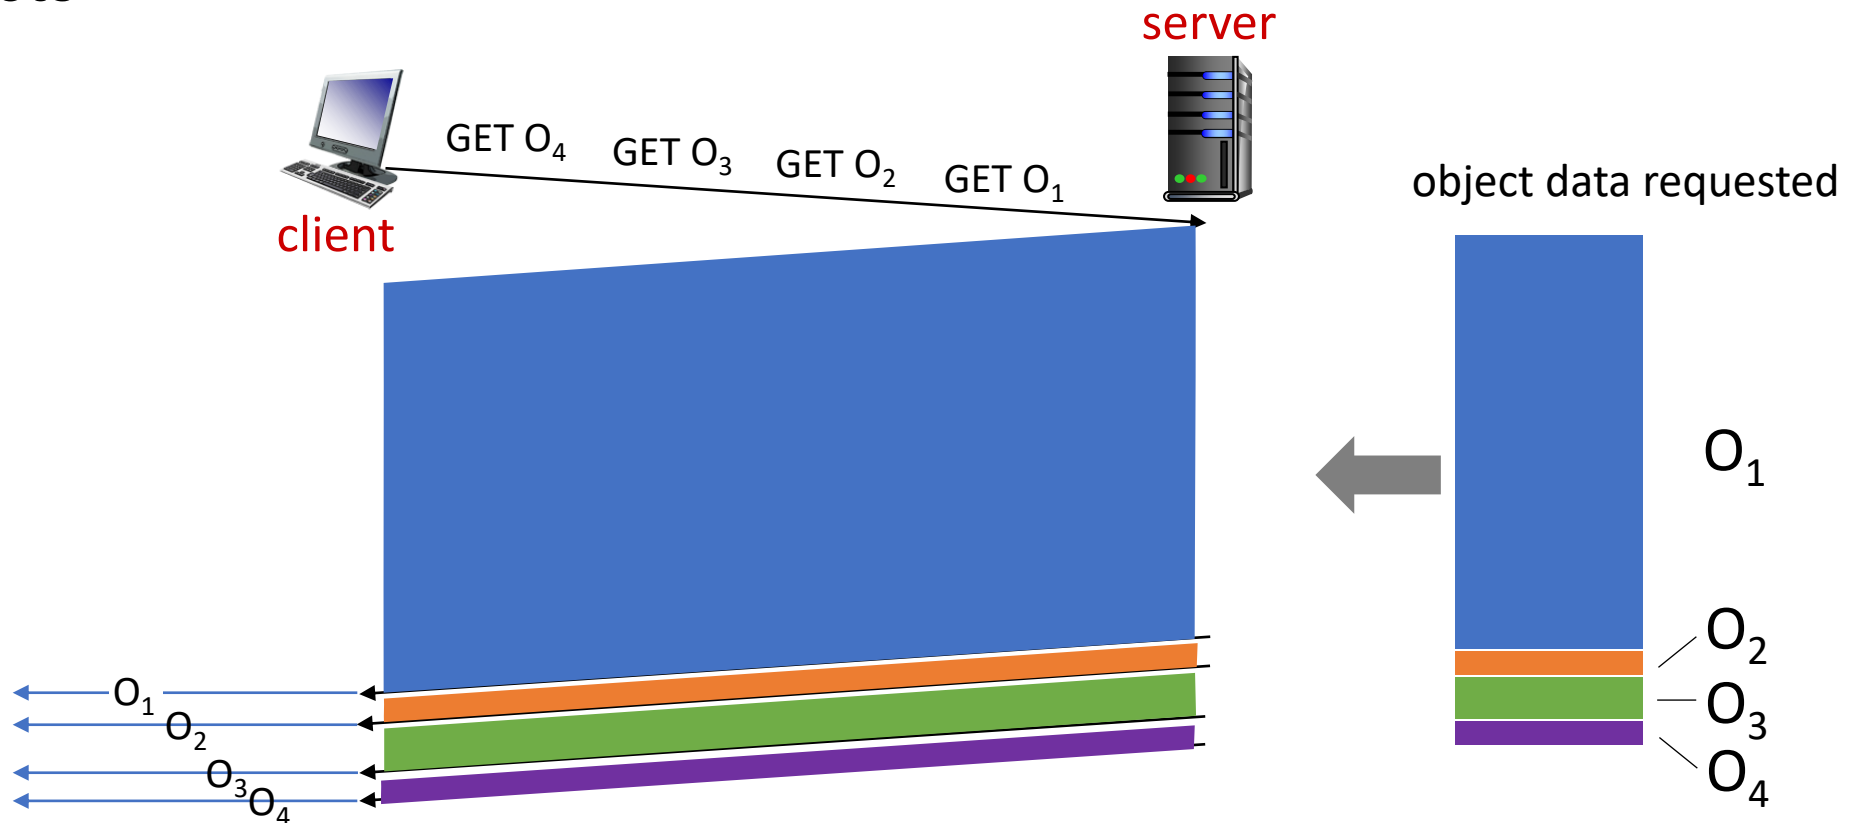 server
GET O₄ GET O₃ GET O₂ GET O₁
object data requested
client
O₁
O₂
O₁
O₃
O₂
O₃
O₄
O₄